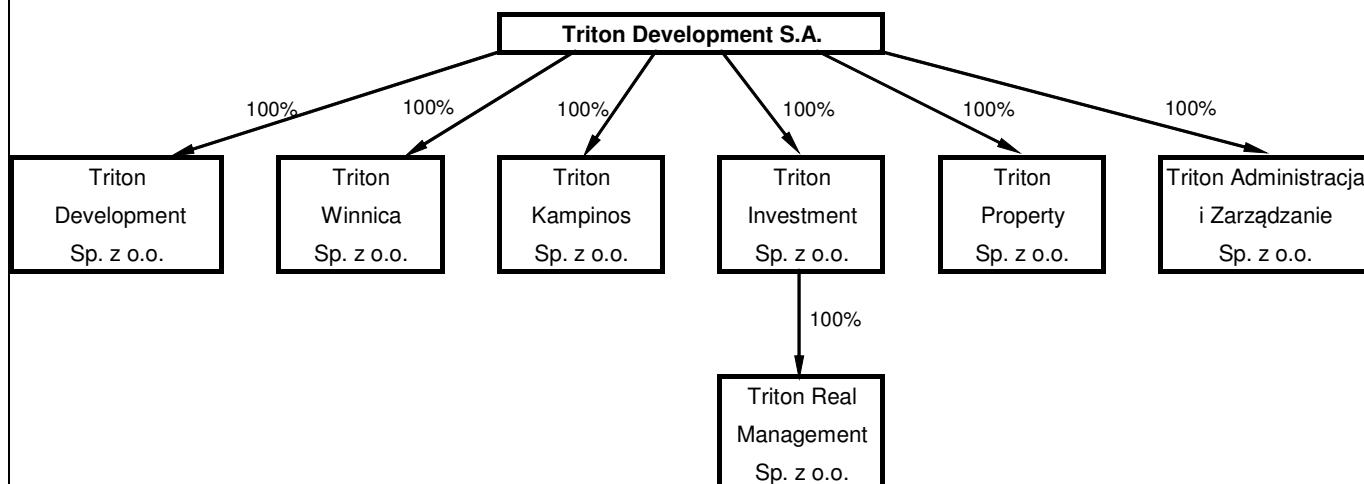 Triton Development S.A.
100%
100%
100%
100%
100%
100%
Triton
Development
Sp. z o.o.
Triton
Winnica
Sp. z o.o.
Triton
Kampinos
Sp. z o.o.
Triton
Investment
Sp. z o.o.
Triton
Property
Sp. z o.o.
Triton Administracja
i Zarządzanie
Sp. z o.o.
100%
Triton Real
Management
Sp. z o.o.